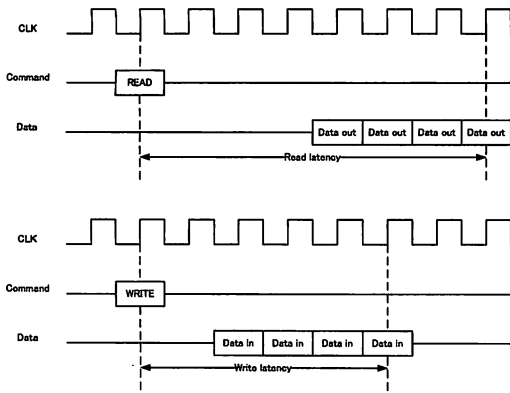 CLK
Command READ
Data Data out Data out Data out Data out
Read latency
CLK
Command WRITE
Data Data in Data in Data in Data in
Write latency